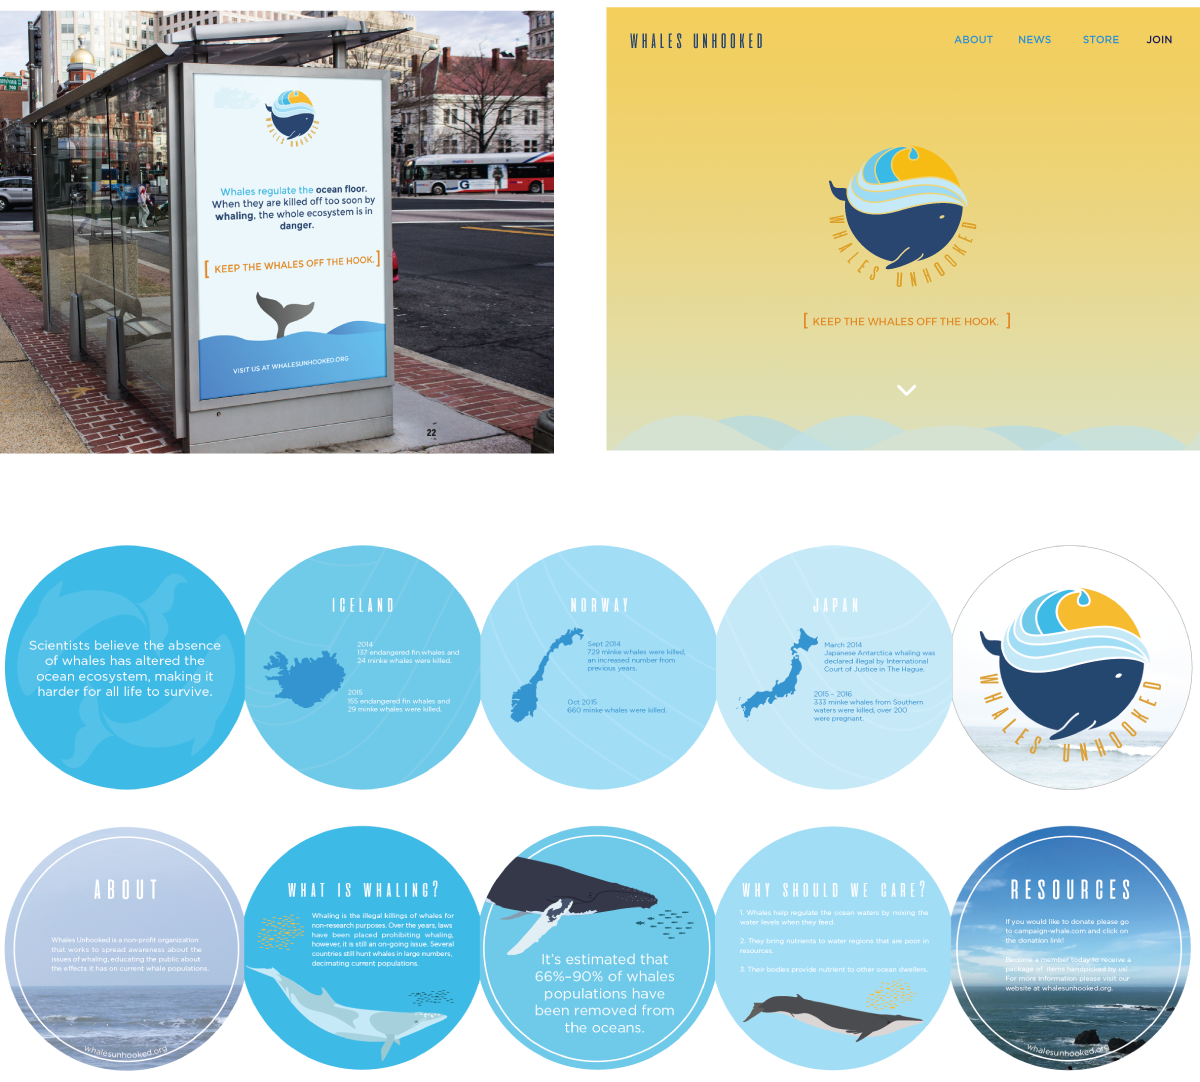 WHALES UNHOOKED
Whales regulate the ocean floor.
When they are killed off too soon by
whaling, the whole ecosystem is in
danger.
[ KEEP THE WHALES OFF THE HOOK. ]
VISIT US AT WHALESUNHOOKED.ORG
22
WHALES UNHOOKED
ABOUT NEWS STORE JOIN
WHALES UNHOOKED
[ KEEP THE WHALES OFF THE HOOK. ]
Scientists believe the absence
of whales has altered the
ocean ecosystem, making it
harder for all life to survive.
ICELAND
2014
137 endangered fin whales and
24 minke whales were killed.
2015
155 endangered fin whales and
29 minke whales were killed.
NORWAY
Sept 2014
729 minke whales were killed,
an increased number from
previous years.
Oct 2015
660 minke whales were killed.
JAPAN
March 2014
Japanese Antarctica whaling was
declared illegal by International
Court of Justice in The Hague.
2015 – 2016
333 minke whales from Southern
waters were killed, over 200
were pregnant.
WHALES UNHOOKED
ABOUT
Whales Unhooked is a non-profit organization
that works to spread awareness about the
issues of whaling, educating the public about
the effects it has on current whale populations.
whalesunhooked.org
WHAT IS WHALING?
Whaling is the illegal killings of whales for
non-research purposes. Over the years, laws
have been placed prohibiting whaling,
however, it is still an on-going issue. Several
countries still hunt whales in large numbers,
decimating current populations.
It's estimated that
66%–90% of whales
populations have
been removed from
the oceans.
WHY SHOULD WE CARE?
1. Whales help regulate the ocean waters by mixing the
water levels when they feed.
2. They bring nutrients to water regions that are poor in
resources.
3. Their bodies provide nutrient to other ocean dwellers.
RESOURCES
If you would like to donate please go
to campaign-whale.com and click on
the donation link!
Become a member today to receive a
package of items handpicked by us!
For more information please visit our
website at whalesunhooked.org.
whalesunhooked.org